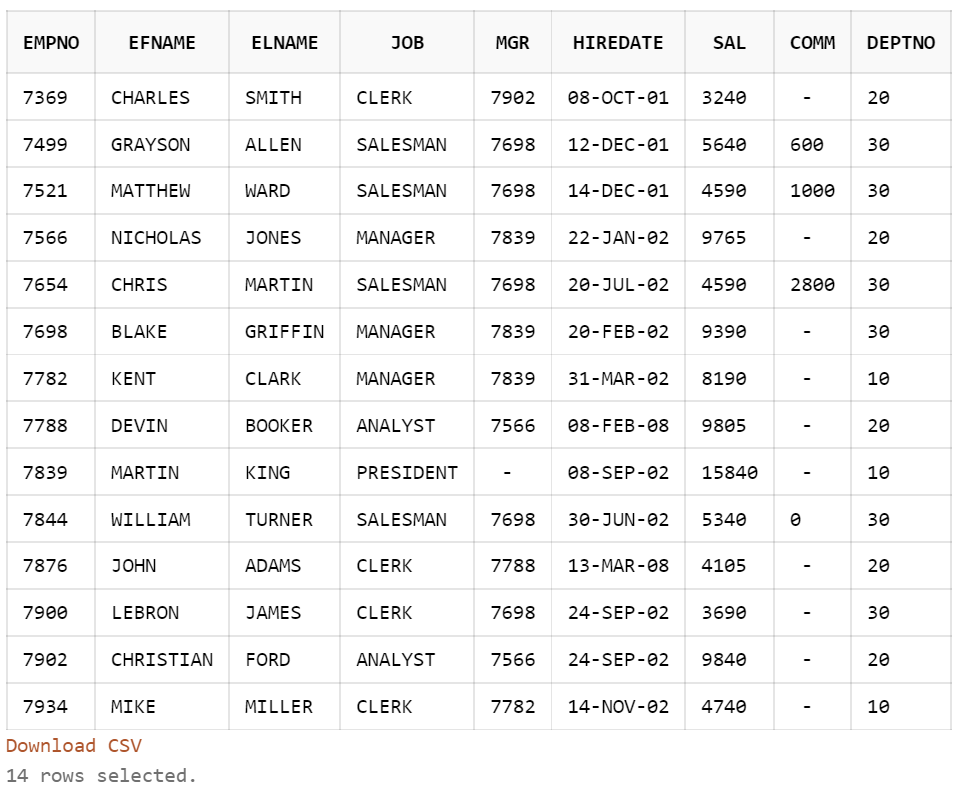 EMPNO EFNAME ELNAME JOB MGR HIREDATE SAL COMM DEPTNO
7369 CHARLES SMITH CLERK 7902 08-OCT-01 3240 - 20
7499 GRAYSON ALLEN SALESMAN 7698 12-DEC-01 5640 600 30
7521 MATTHEW WARD SALESMAN 7698 14-DEC-01 4590 1000 30
7566 NICHOLAS JONES MANAGER 7839 22-JAN-02 9765 - 20
7654 CHRIS MARTIN SALESMAN 7698 20-JUL-02 4590 2800 30
7698 BLAKE GRIFFIN MANAGER 7839 20-FEB-02 9390 - 30
7782 KENT CLARK MANAGER 7839 31-MAR-02 8190 - 10
7788 DEVIN BOOKER ANALYST 7566 08-FEB-08 9805 - 20
7839 MARTIN KING PRESIDENT - 08-SEP-02 15840 - 10
7844 WILLIAM TURNER SALESMAN 7698 30-JUN-02 5340 0 30
7876 JOHN ADAMS CLERK 7788 13-MAR-08 4105 - 20
7900 LEBRON JAMES CLERK 7698 24-SEP-02 3690 - 30
7902 CHRISTIAN FORD ANALYST 7566 24-SEP-02 9840 - 20
7934 MIKE MILLER CLERK 7782 14-NOV-02 4740 - 10
Download CSV
14 rows selected.